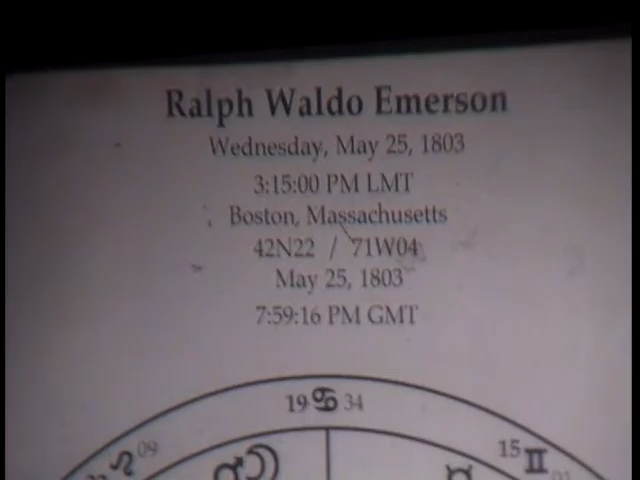 Ralph Waldo Emerson
Wednesday, May 25, 1803
3:15:00 PM LMT
Boston, Massachusetts
42N22 / 71W04
May 25, 1803
7:59:16 PM GMT
19 ♋ 34
♌ 09
15 ♊